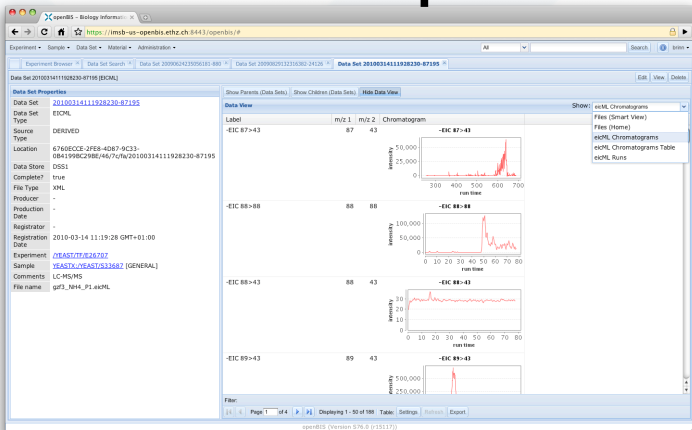 openBIS - Biology Informatic
https://imsb-us-openbis.ethz.ch:8443/openbis/#
Experiment Sample Data Set Material Administration All Search brinn
Experiment Browser Data Set Search Data Set 20090624235056181-880 Data Set 2009062912316382-24126 Data Set 20100314111928230-87195
Data Set 20100314111928230-87195 [EICML] Edit View Delete
Data Set Properties
Data Set 20100314111928230-87195
Data Set Type EICML
Source Type DERIVED
Location 6760ECCE-2FE8-4DB7-9C33-
0B4199BC29BE/46/7c/fa/20100314111928230-87195
Data Store DSS1
Complete? true
File Type XML
Producer -
Production Date -
Registrator -
Registration Date 2010-03-14 11:19:28 GMT+01:00
Experiment /YEAST/TF/E26707
Sample YEASTX:/YEAST/S33687 [GENERAL]
Comments LC-MS/MS
File name gzf3_NH4_P1.eicML
Show Parents (Data Sets) Show Children (Data Sets) Hide Data View
Data View Show: eicML Chromatograms
Files (Smart View)
Files (Home)
eicML Chromatograms
eicML Chromatograms Table
eicML Runs
Label m/z 1 m/z 2 Chromatogram
-EIC 87>43 87 43
-EIC 87>43
intensity
50,000
25,000
0
300 400 500 600 700
run time
-EIC 88>88 88 88
-EIC 88>88
intensity
100,000
50,000
0
0 10 20 30 40 50 60 70 80
run time
-EIC 88>43 88 43
-EIC 88>43
intensity
30
20
10
0
0 10 20 30 40 50 60 70 80
run time
-EIC 89>43 89 43
-EIC 89>43
intensity
500,000
250,000
Filter:
Page 1 of 4 Displaying 1 - 50 of 188 Table: Settings Refresh Export
openBIS (Version S76.0 (r15117))